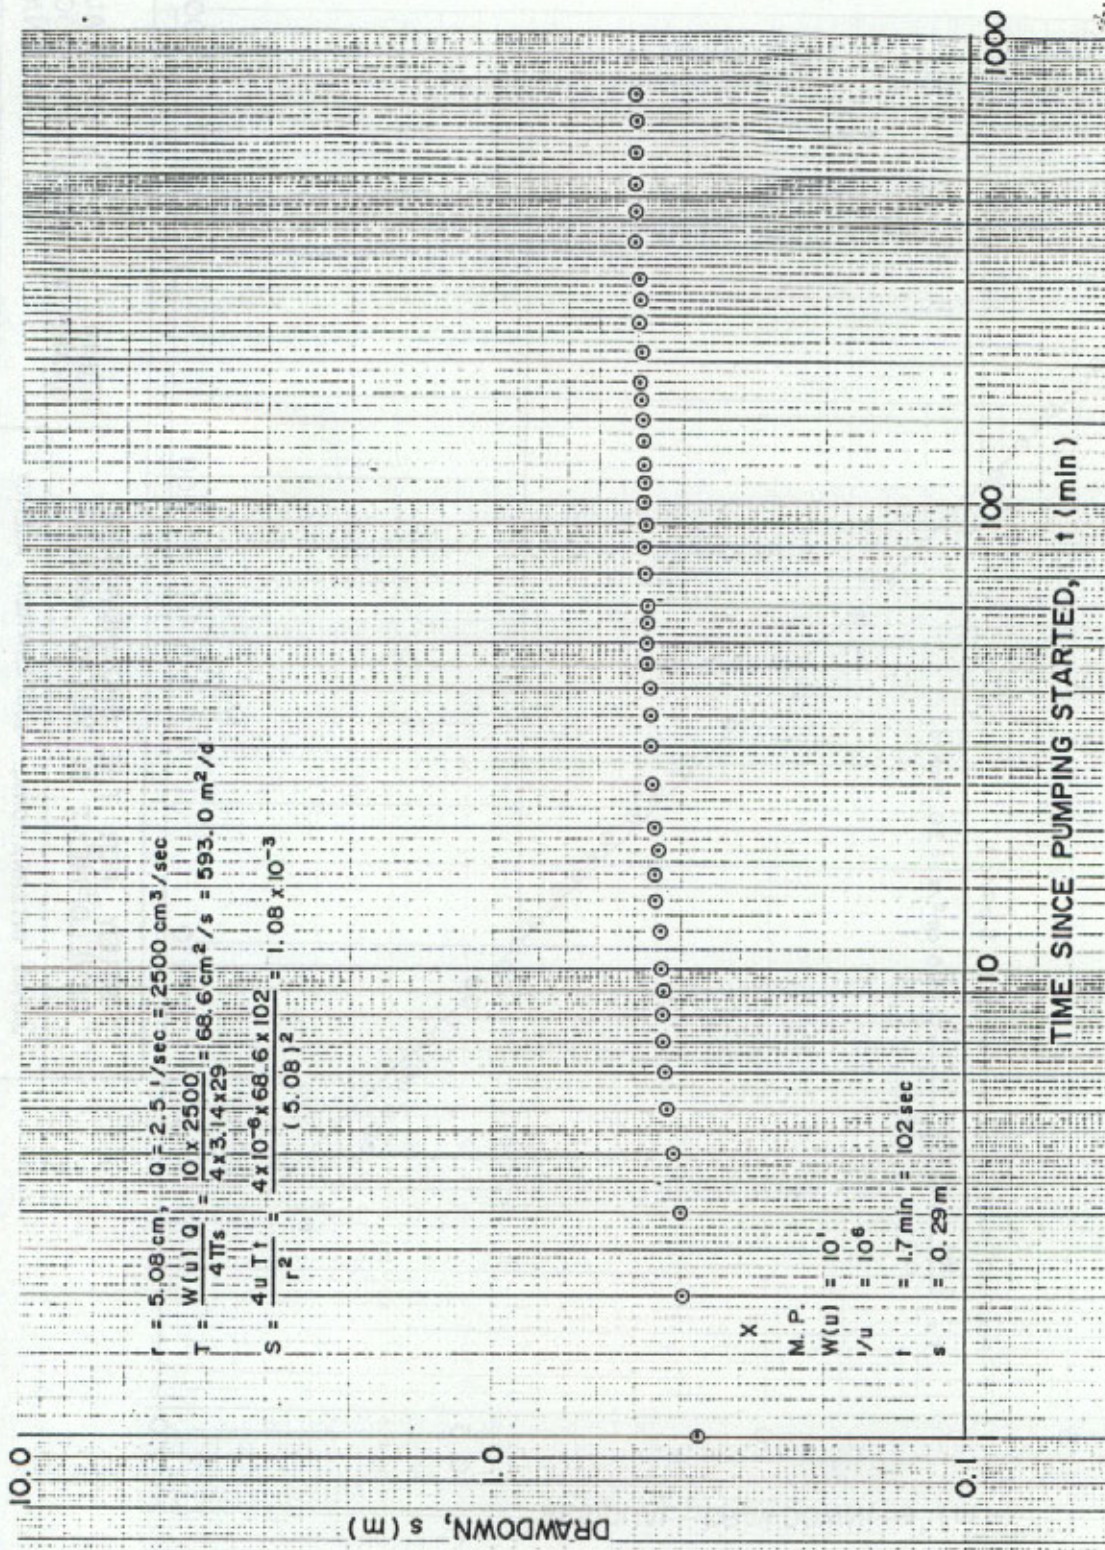 r = 5.08 cm, Q = 2.5 l/sec = 2500 cm³/sec
T = W(u) Q / 4πs = 10 x 2500 / 4 x 3.14 x 29 = 68.6 cm²/s = 593.0 m²/d
S = 4 u T t / r² = 4 x 10⁻⁶ x 68.6 x 102 / (5.08)² = 1.08 x 10⁻³
X
M. P.
W(u) = 10¹
1/u = 10⁶
t = 1.7 min = 102 sec
s = 0.29 m
DRAWDOWN, s (m)
10.0
1.0
0.1
1
10
100
1000
TIME SINCE PUMPING STARTED, t (min)